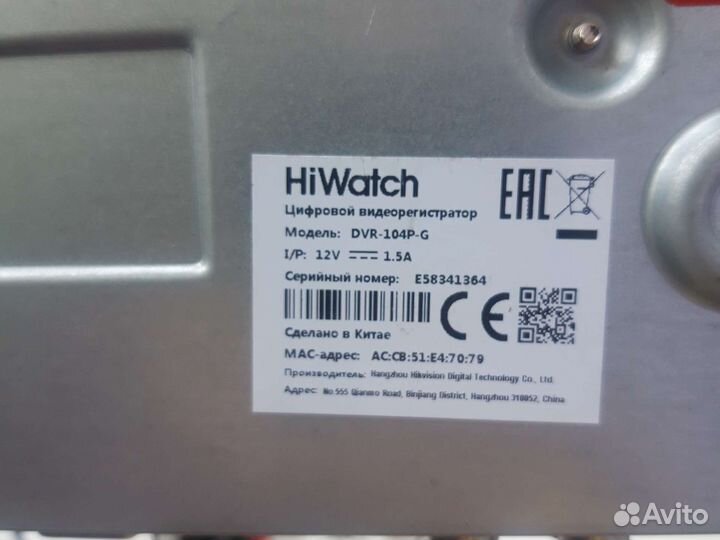 HiWatch
EAC
Цифровой видеорегистратор
Модель: DVR-104P-G
I/P: 12V 1.5A
Серийный номер: E58341364
CE
Сделано в Китае
MAC-адрес: AC:CB:51:E4:70:79
Производитель: Hangzhou Hikvision Digital Technology Co., Ltd.
Адрес: No.555 Qianmo Road, Binjiang District, Hangzhou 310052, China
Avito